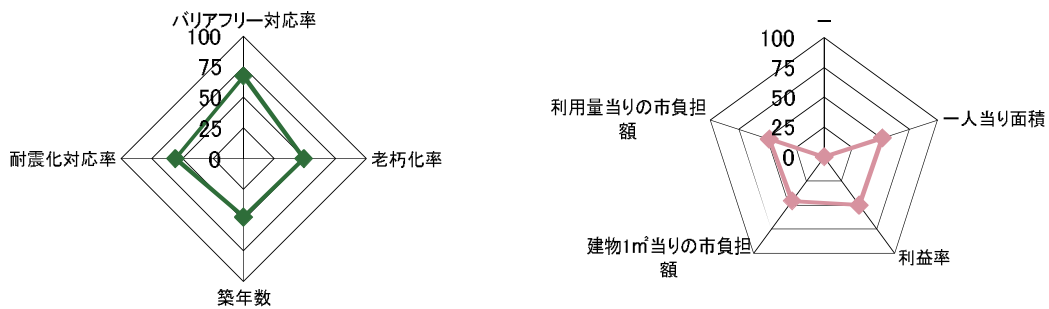 バリアフリー対応率
100
75
50
25
0
耐震化対応率
老朽化率
築年数
ー
100
75
50
25
0
利用量当りの市負担
額
一人当り面積
建物1㎡当りの市負担
額
利益率